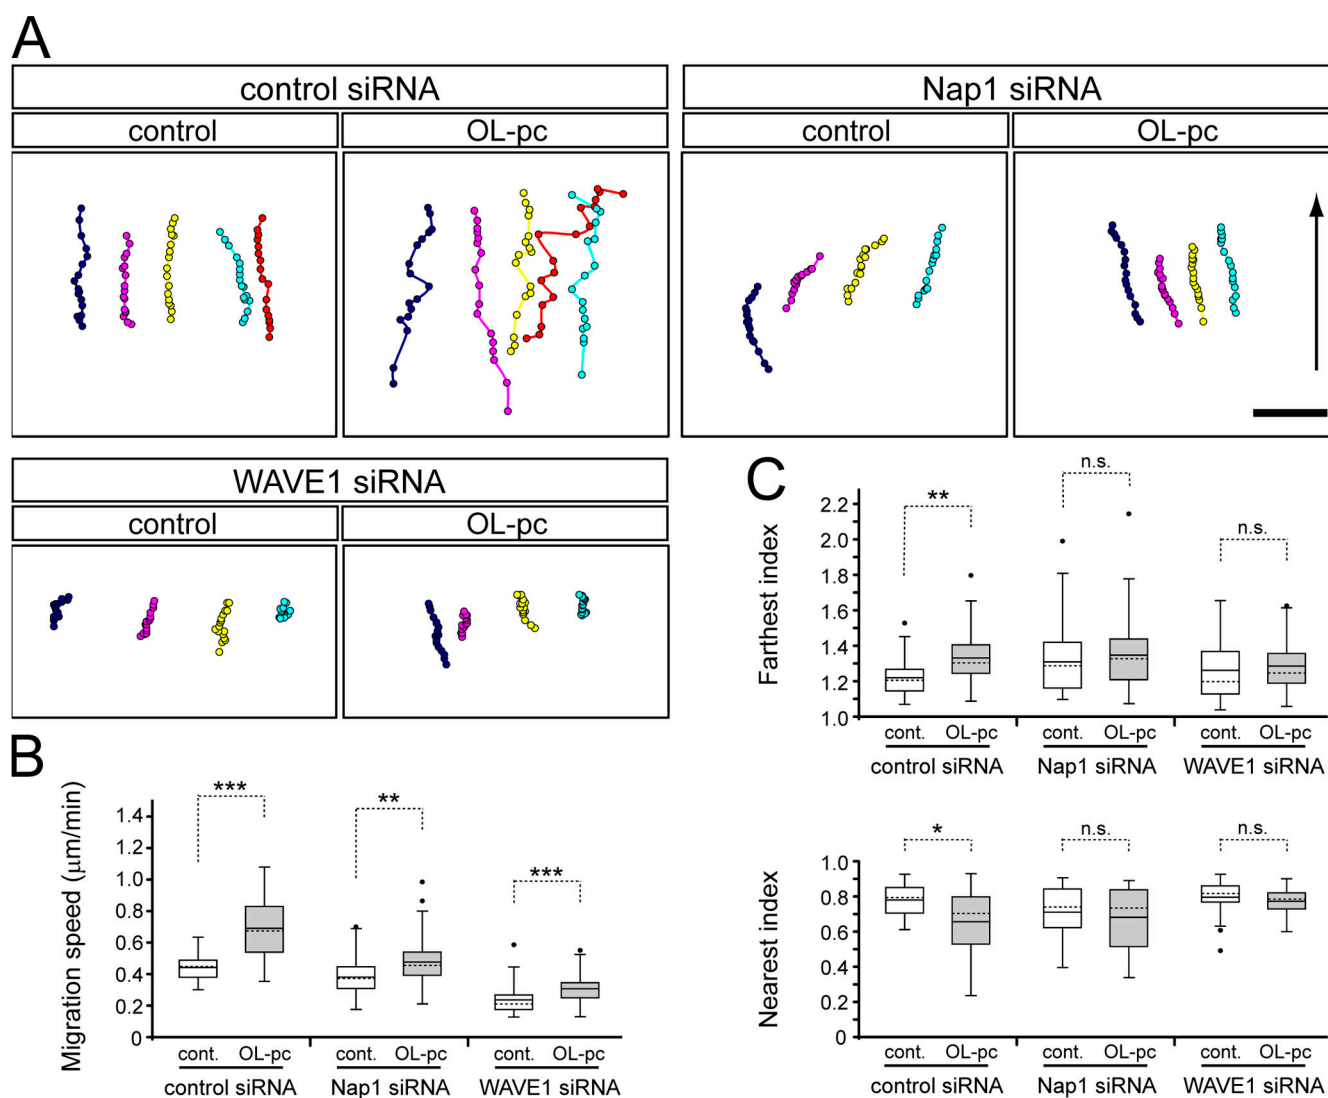 A
control siRNA
control OL-pc
Nap1 siRNA
control OL-pc
WAVE1 siRNA
control OL-pc
B
Migration speed (μm/min)
1.4
1.2
1.0
0.8
0.6
0.4
0.2
0
***
**
***
cont. OL-pc cont. OL-pc cont. OL-pc
control siRNA Nap1 siRNA WAVE1 siRNA
C
Farthest index
2.2
2.0
1.8
1.6
1.4
1.2
1.0
**
n.s.
n.s.
cont. OL-pc cont. OL-pc cont. OL-pc
control siRNA Nap1 siRNA WAVE1 siRNA
Nearest index
1.0
0.8
0.6
0.4
0.2
0
*
n.s.
n.s.
cont. OL-pc cont. OL-pc cont. OL-pc
control siRNA Nap1 siRNA WAVE1 siRNA